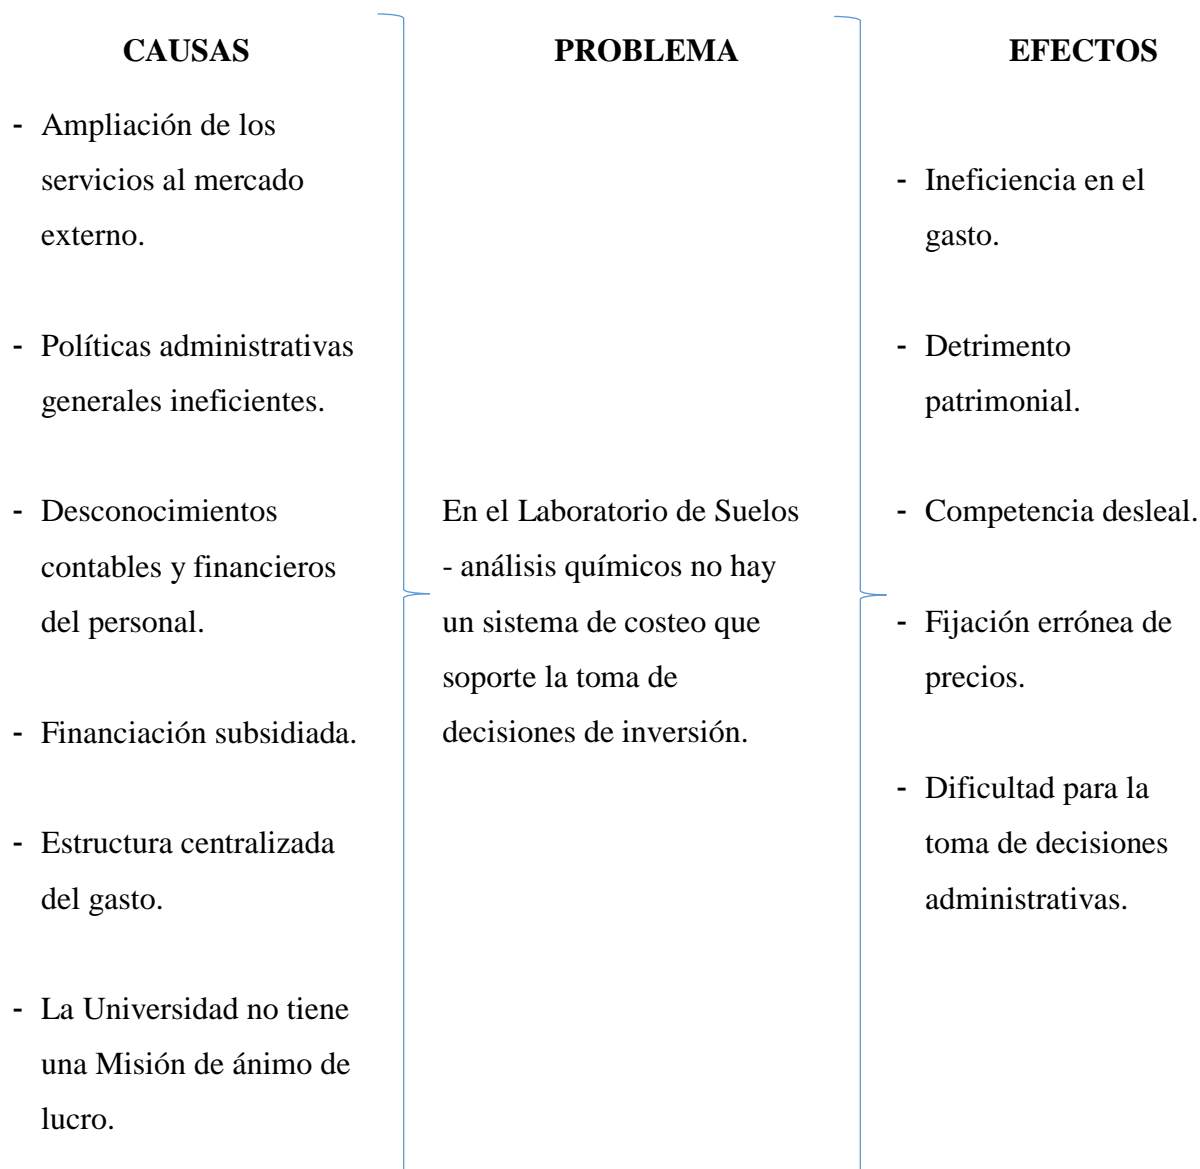 CAUSAS
- Ampliación de los
servicios al mercado
externo.
- Políticas administrativas
generales ineficientes.
- Desconocimientos
contables y financieros
del personal.
- Financiación subsidiada.
- Estructura centralizada
del gasto.
- La Universidad no tiene
una Misión de ánimo de
lucro.
PROBLEMA
En el Laboratorio de Suelos
- análisis químicos no hay
un sistema de costeo que
soporte la toma de
decisiones de inversión.
EFECTOS
- Ineficiencia en el
gasto.
- Detrimento
patrimonial.
- Competencia desleal.
- Fijación errónea de
precios.
- Dificultad para la
toma de decisiones
administrativas.